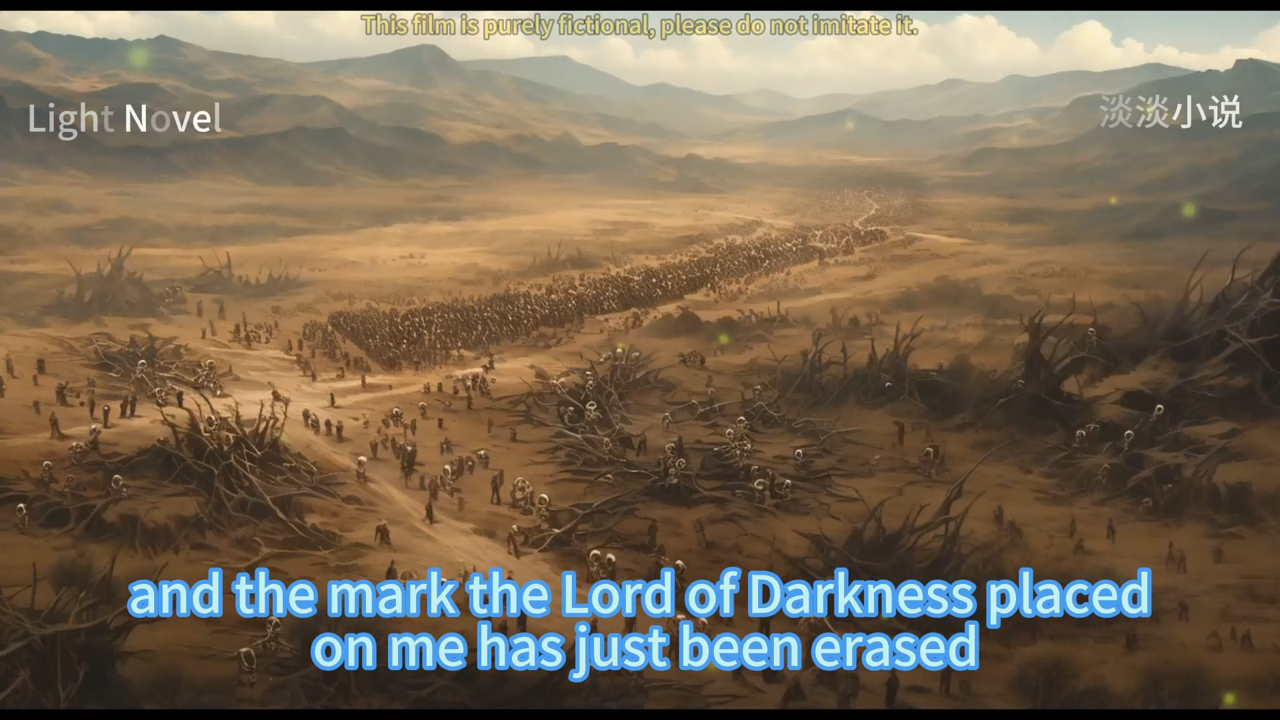 This film is purely fictional, please do not imitate it.
Light Novel
淡淡小说
and the mark the Lord of Darkness placed
on me has just been erased